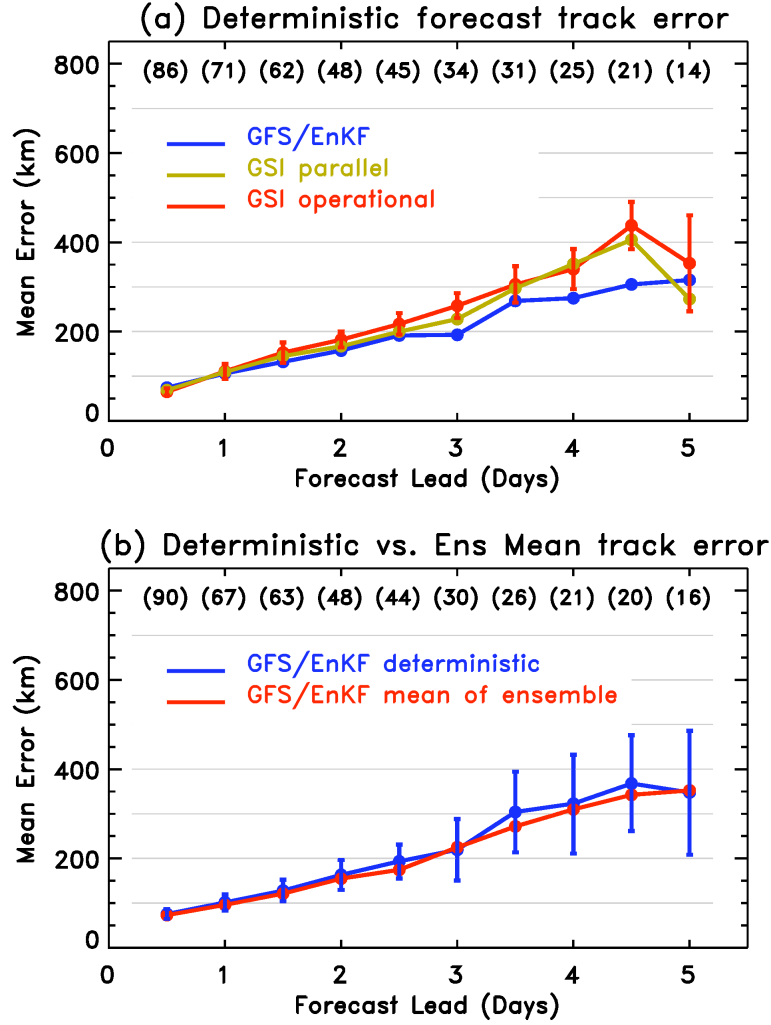 (a) Deterministic forecast track error
800
(86) (71) (62) (48) (45) (34) (31) (25) (21) (14)
GFS/EnKF
600
GSI parallel
GSI operational
400
200
0
Mean Error (km)
0 1 2 3 4 5
Forecast Lead (Days)
(b) Deterministic vs. Ens Mean track error
800
(90) (67) (63) (48) (44) (30) (26) (21) (20) (16)
GFS/EnKF deterministic
600
GFS/EnKF mean of ensemble
400
200
0
Mean Error (km)
0 1 2 3 4 5
Forecast Lead (Days)